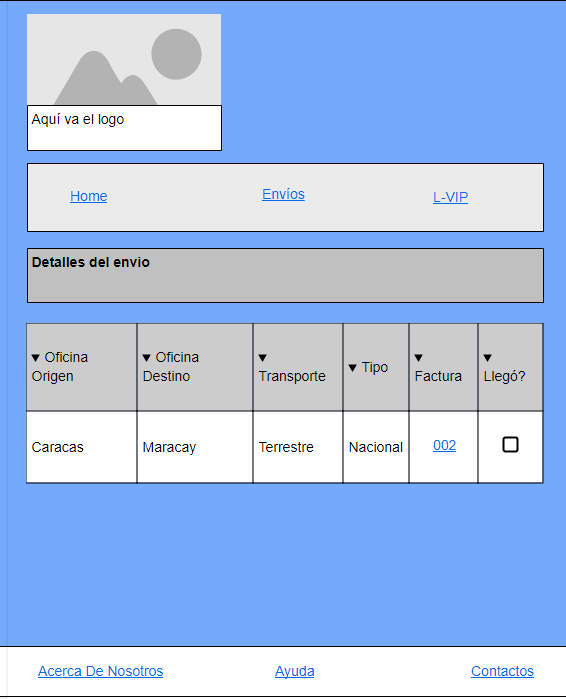 Aquí va el logo
Home Envíos L-VIP
Detalles del envio
▼ Oficina Origen ▼ Oficina Destino ▼ Transporte ▼ Tipo ▼ Factura ▼ Llegó?
Caracas Maracay Terrestre Nacional 002
Acerca De Nosotros Ayuda Contactos